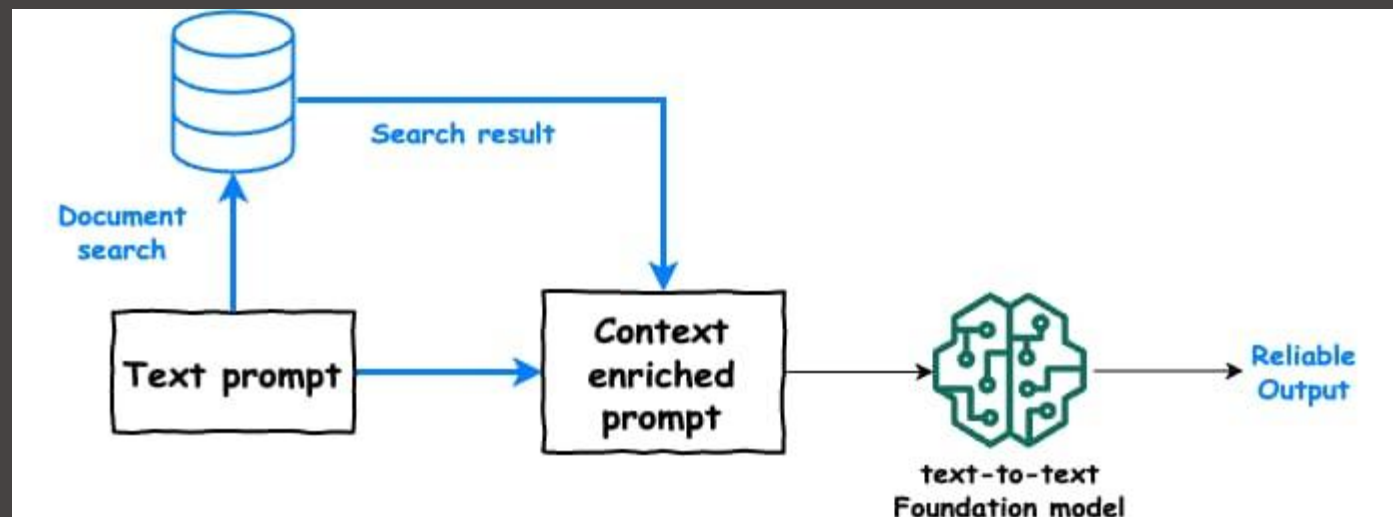 Search result
Document
search
Text prompt
Context
enriched
prompt
Reliable
Output
text-to-text
Foundation model